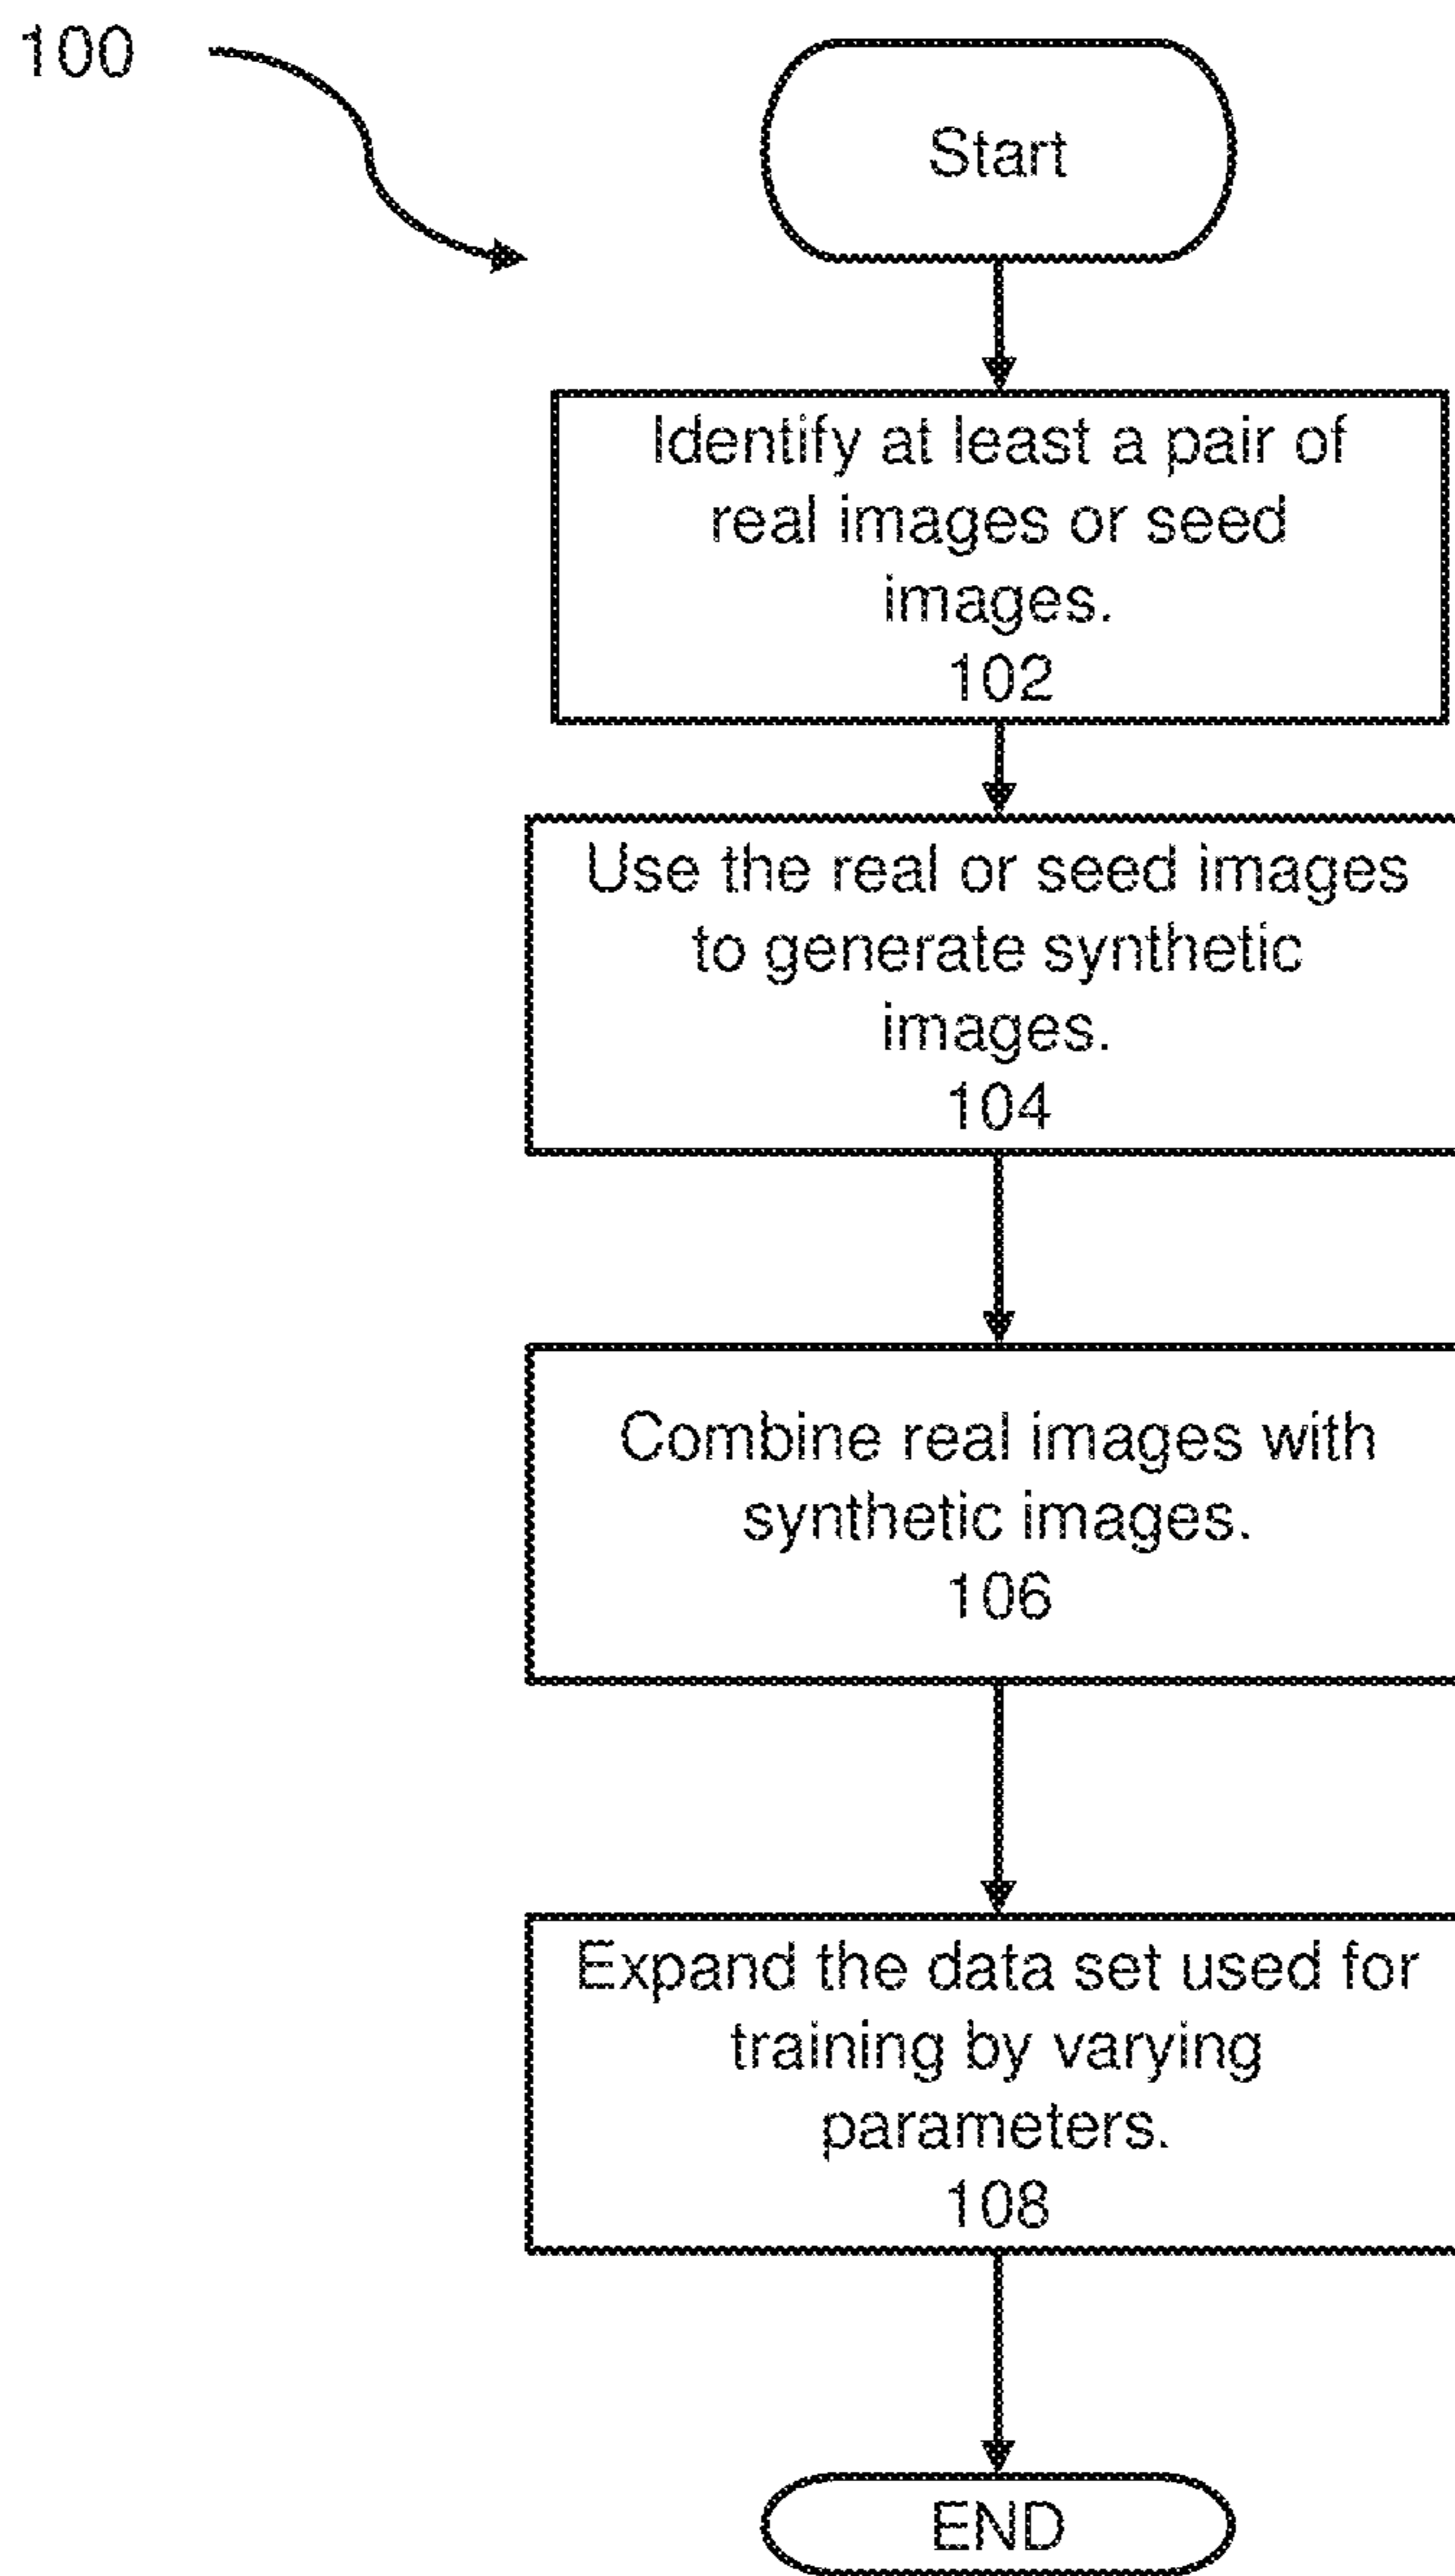 100
Start
Identify at least a pair of
real images or seed
images.
102
Use the real or seed images
to generate synthetic
images.
104
Combine real images with
synthetic images.
106
Expand the data set used for
training by varying
parameters.
108
END